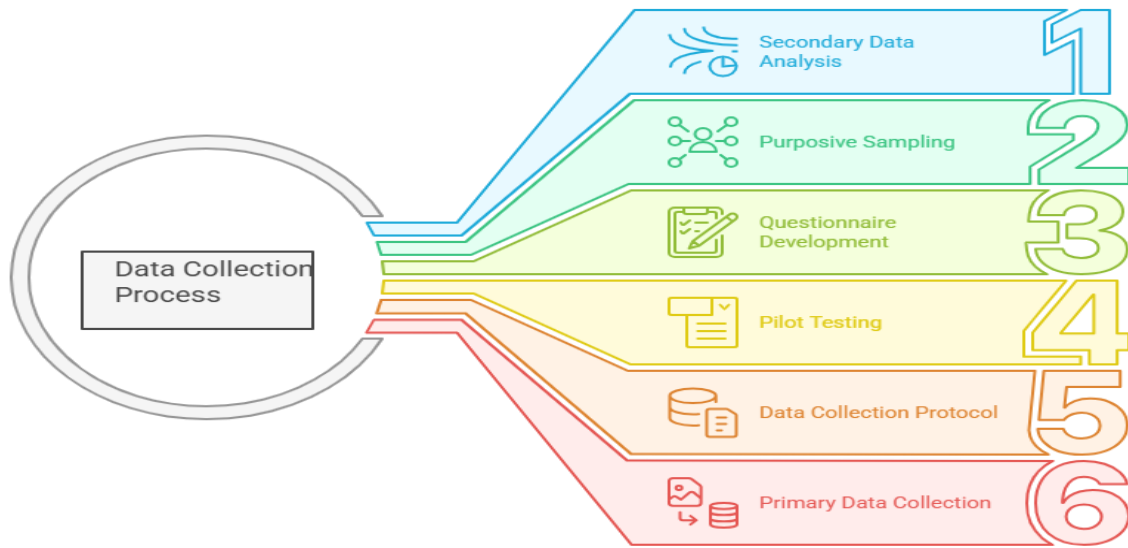 Data Collection
Process
Secondary Data
Analysis
1
Purposive Sampling
2
Questionnaire
Development
3
Pilot Testing
4
Data Collection Protocol
5
Primary Data Collection
6